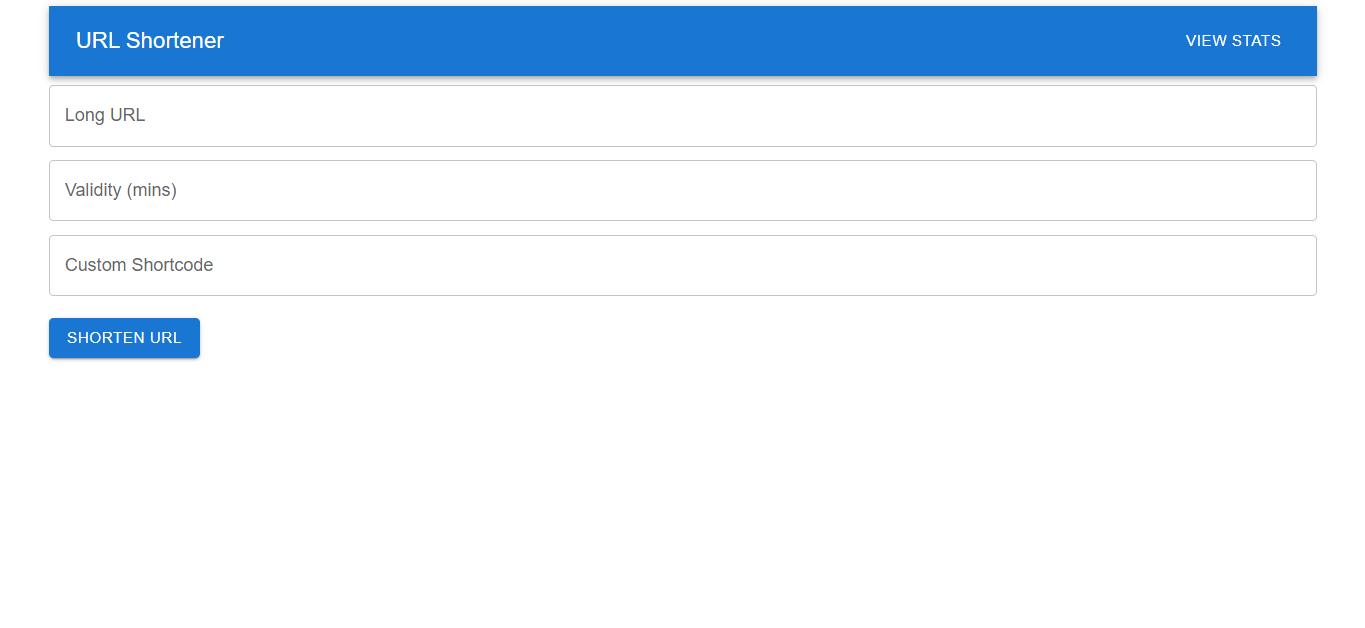 URL Shortener
VIEW STATS
Long URL
Validity (mins)
Custom Shortcode
SHORTEN URL